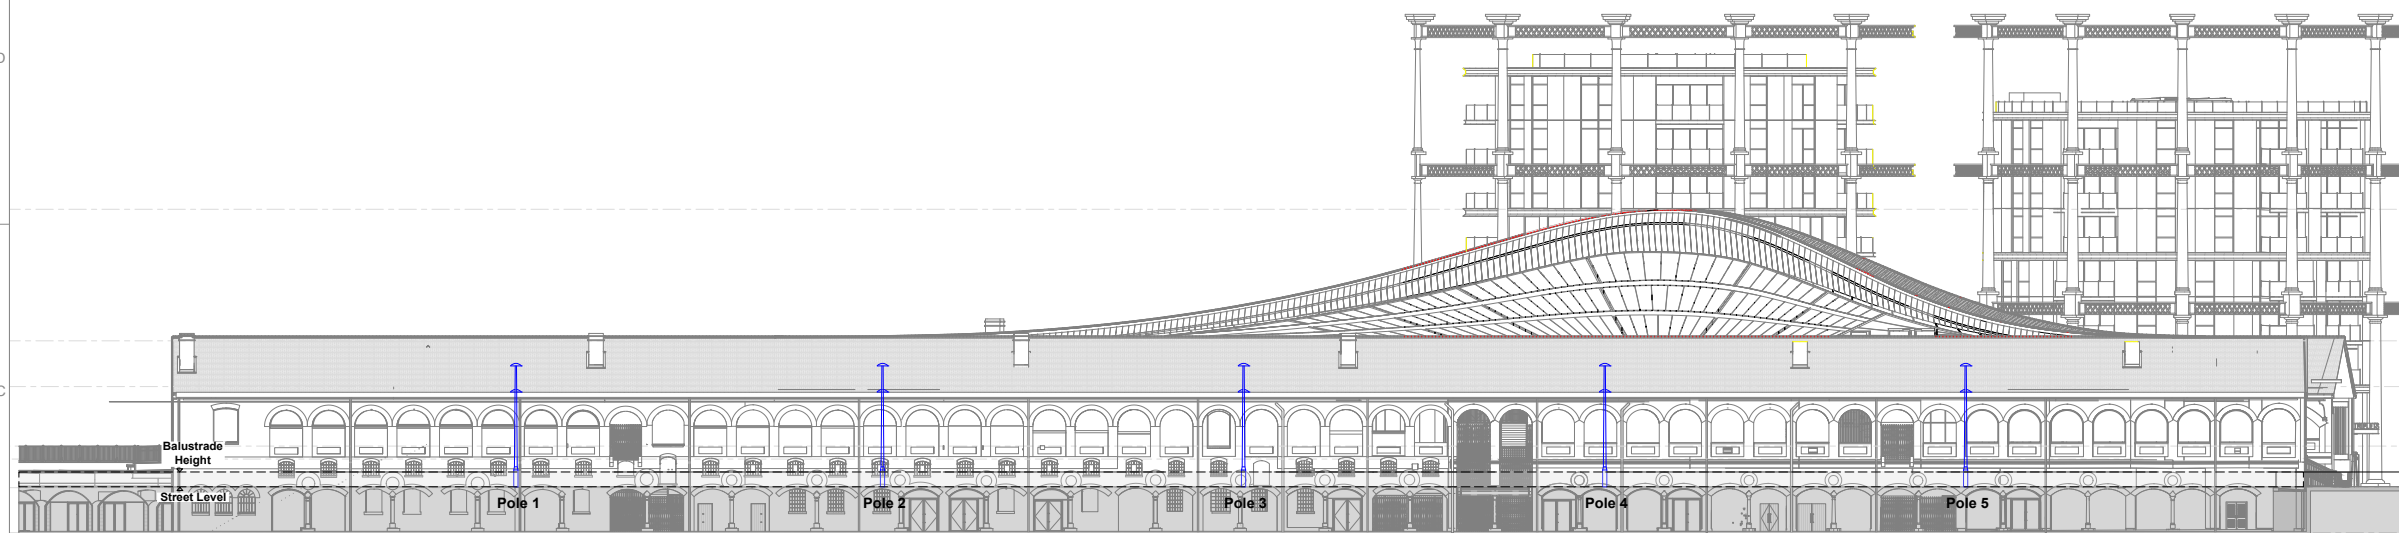 D
C
Balustrade
Height
Street Level
Pole 1
Pole 2
Pole 3
Pole 4
Pole 5